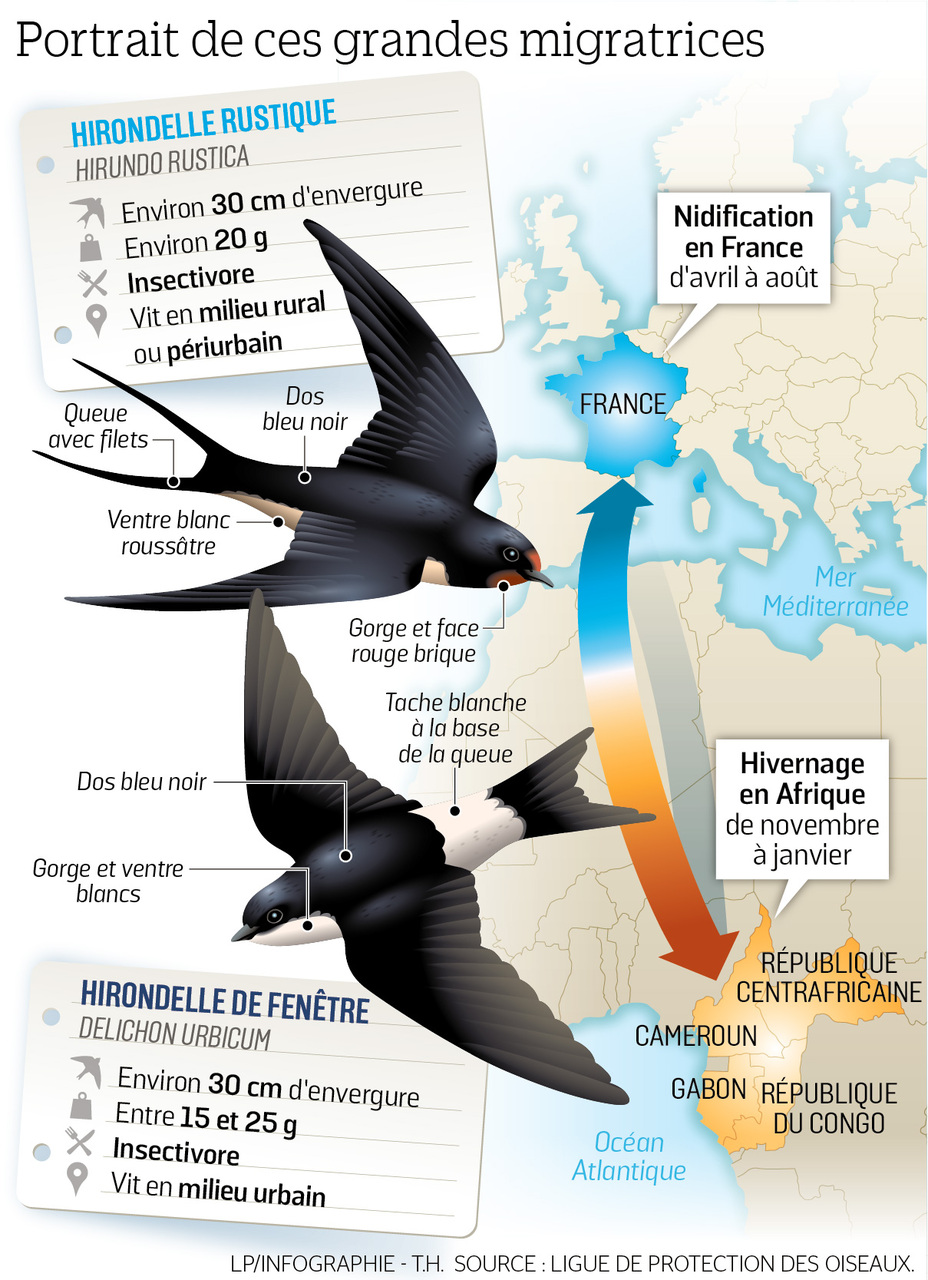 Portrait de ces grandes migratrices
HIRONDELLE RUSTIQUE
HIRUNDO RUSTICA
Environ 30 cm d'envergure
Environ 20 g
Insectivore
Vit en milieu rural
ou périurbain
Nidification
en France
d'avril à août
FRANCE
Queue
avec filets
Dos
bleu noir
Ventre blanc
roussâtre
Gorge et face
rouge brique
Mer
Méditerranée
Tache blanche
à la base
de la queue
Dos bleu noir
Gorge et ventre
blancs
Hivernage
en Afrique
de novembre
à janvier
RÉPUBLIQUE
CENTRAFRICAINE
CAMEROUN
GABON
RÉPUBLIQUE
DU CONGO
Océan
Atlantique
HIRONDELLE DE FENÊTRE
DELICHON URBICUM
Environ 30 cm d'envergure
Entre 15 et 25 g
Insectivore
Vit en milieu urbain
LP/INFOGRAPHIE - T.H. SOURCE : LIGUE DE PROTECTION DES OISEAUX.